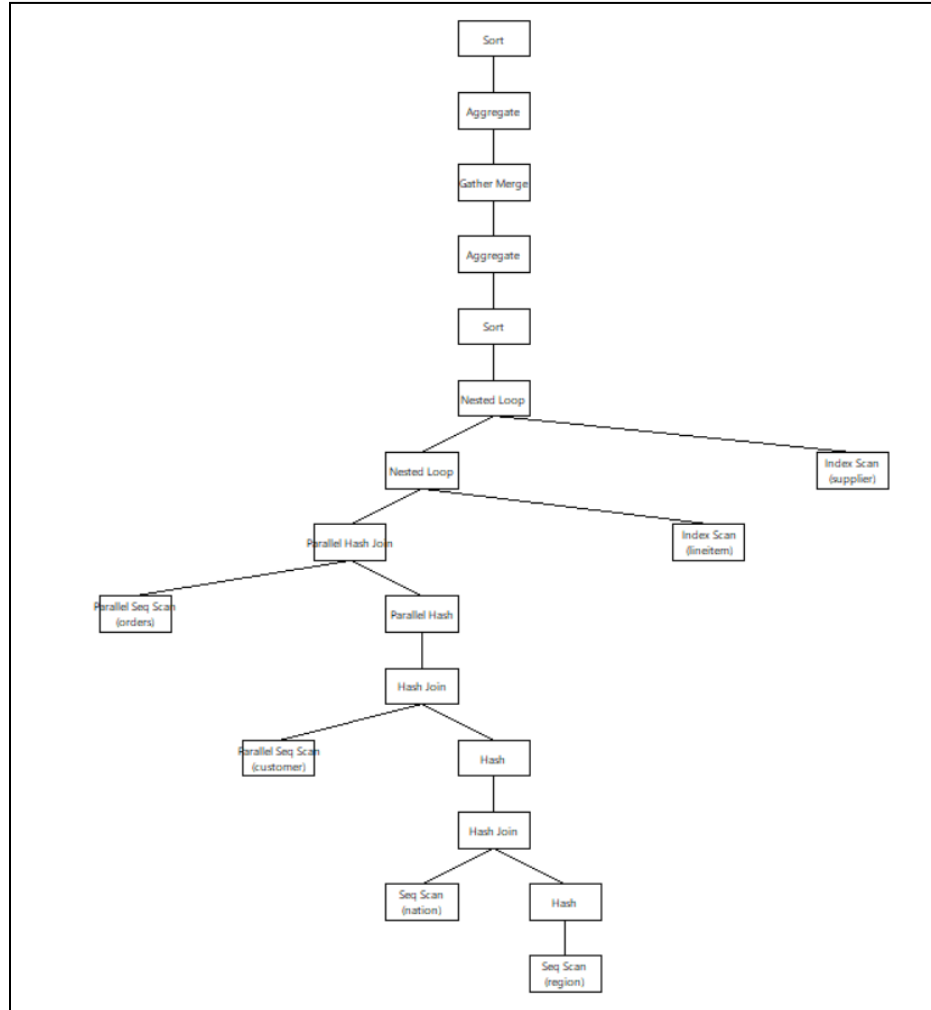 Sort
Aggregate
Gather Merge
Aggregate
Sort
Nested Loop
Nested Loop
Index Scan
(supplier)
Parallel Hash Join
Index Scan
(lineitem)
Parallel Seq Scan
(orders)
Parallel Hash
Hash Join
Parallel Seq Scan
(customer)
Hash
Hash Join
Seq Scan
(nation)
Hash
Seq Scan
(region)